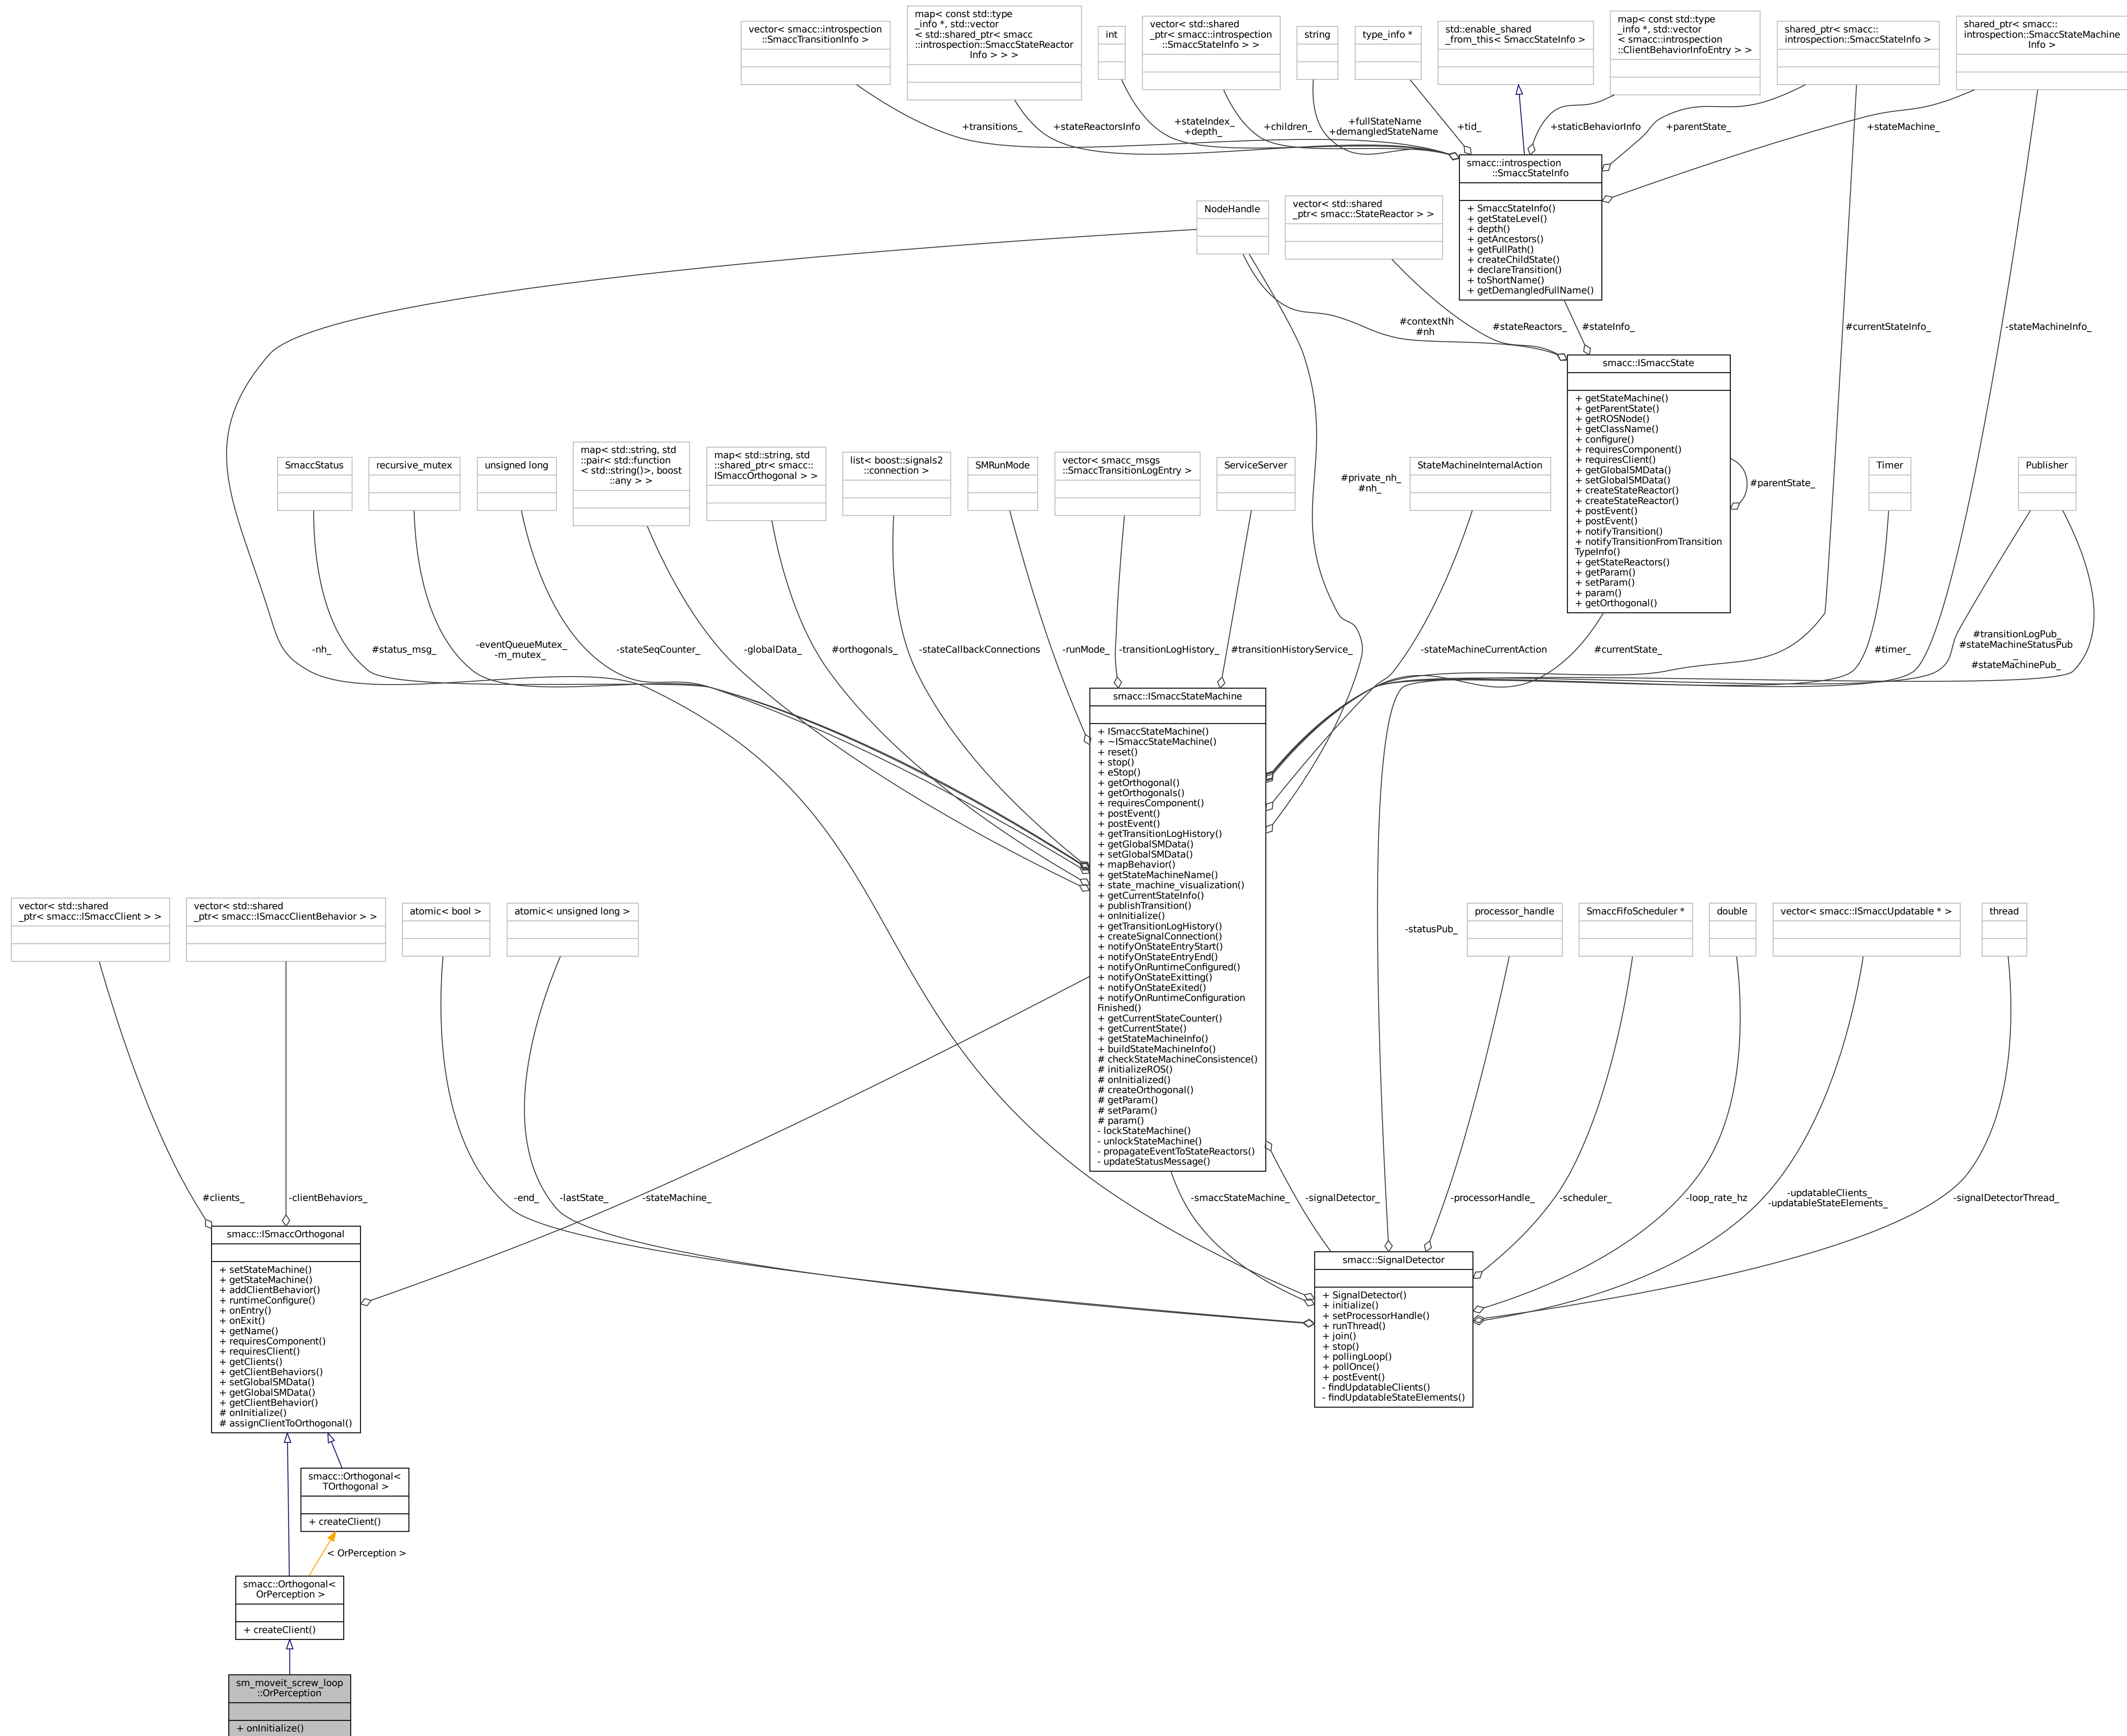 vector< smacc::introspection
::SmaccTransitionInfo >
map< const std::type
_info *, std::vector
< std::shared_ptr< smacc
::introspection::SmaccStateReactor
Info > > >
int
vector< std::shared
_ptr< smacc::introspection
::SmaccStateInfo > >
string
type_info *
std::enable_shared
_from_this< SmaccStateInfo >
map< const std::type
_info *, std::vector
< smacc::introspection
::ClientBehaviorInfoEntry > >
shared_ptr< smacc::
introspection::SmaccStateInfo >
shared_ptr< smacc::
introspection::SmaccStateMachine
Info >
+transitions_
+stateReactorsInfo
+stateIndex_
+depth_
+children_
+fullStateName
+demangledStateName
+tid_
+staticBehaviorInfo
+parentState_
+stateMachine_
smacc::introspection
::SmaccStateInfo
+ SmaccStateInfo()
+ getStateLevel()
+ depth()
+ getAncestors()
+ getFullPath()
+ createChildState()
+ declareTransition()
+ toShortName()
+ getDemangledFullName()
NodeHandle
vector< std::shared
_ptr< smacc::StateReactor > >
#contextNh
#nh
#stateReactors_
#stateInfo_
#currentStateInfo_
-stateMachineInfo_
smacc::ISmaccState
+ getStateMachine()
+ getParentState()
+ getROSNode()
+ getClassName()
+ configure()
+ requiresComponent()
+ requiresClient()
+ getGlobalSMData()
+ setGlobalSMData()
+ createStateReactor()
+ createStateReactor()
+ postEvent()
+ postEvent()
+ notifyTransition()
+ notifyTransitionFromTransition
TypeInfo()
+ getStateReactors()
+ getParam()
+ setParam()
+ param()
+ getOrthogonal()
#parentState_
SmaccStatus
recursive_mutex
unsigned long
map< std::string, std
::pair< std::function
< std::string()>, boost
::any > >
map< std::string, std
::shared_ptr< smacc::
ISmaccOrthogonal > >
list< boost::signals2
::connection >
SMRunMode
vector< smacc_msgs
::SmaccTransitionLogEntry >
ServiceServer
#private_nh_
#nh_
StateMachineInternalAction
Timer
Publisher
-nh_
#status_msg_
-eventQueueMutex_
-m_mutex_
-stateSeqCounter_
-globalData_
#orthogonals_
-stateCallbackConnections
-runMode_
-transitionLogHistory_
#transitionHistoryService_
-stateMachineCurrentAction
#currentState_
#timer_
#transitionLogPub_
#stateMachineStatusPub
_
#stateMachinePub_
smacc::ISmaccStateMachine
+ ISmaccStateMachine()
+ ~ISmaccStateMachine()
+ reset()
+ stop()
+ eStop()
+ getOrthogonal()
+ getOrthogonals()
+ requiresComponent()
+ postEvent()
+ postEvent()
+ getTransitionLogHistory()
+ getGlobalSMData()
+ setGlobalSMData()
+ mapBehavior()
+ getStateMachineName()
+ state_machine_visualization()
+ getCurrentStateInfo()
+ publishTransition()
+ onInitialize()
+ getTransitionLogHistory()
+ createSignalConnection()
+ notifyOnStateEntryStart()
+ notifyOnStateEntryEnd()
+ notifyOnRuntimeConfigured()
+ notifyOnStateExitting()
+ notifyOnStateExited()
+ notifyOnRuntimeConfiguration
Finished()
+ getCurrentStateCounter()
+ getCurrentState()
+ getStateMachineInfo()
+ buildStateMachineInfo()
# checkStateMachineConsistence()
# initializeROS()
# onInitialized()
# createOrthogonal()
# getParam()
# setParam()
# param()
- lockStateMachine()
- unlockStateMachine()
- propagateEventToStateReactors()
- updateStatusMessage()
vector< std::shared
_ptr< smacc::ISmaccClient > >
vector< std::shared
_ptr< smacc::ISmaccClientBehavior > >
atomic< bool >
atomic< unsigned long >
-statusPub_
processor_handle
SmaccFifoScheduler *
double
vector< smacc::ISmaccUpdatable * >
thread
#clients_
-clientBehaviors_
-end_
-lastState_
-stateMachine_
-smaccStateMachine_
-signalDetector_
-processorHandle_
-scheduler_
-loop_rate_hz
-updatableClients_
-updatableStateElements_
-signalDetectorThread_
smacc::ISmaccOrthogonal
+ setStateMachine()
+ getStateMachine()
+ addClientBehavior()
+ runtimeConfigure()
+ onEntry()
+ onExit()
+ getName()
+ requiresComponent()
+ requiresClient()
+ getClients()
+ getClientBehaviors()
+ setGlobalSMData()
+ getGlobalSMData()
+ getClientBehavior()
# onInitialize()
# assignClientToOrthogonal()
smacc::SignalDetector
+ SignalDetector()
+ initialize()
+ setProcessorHandle()
+ runThread()
+ join()
+ stop()
+ pollingLoop()
+ pollOnce()
+ postEvent()
- findUpdatableClients()
- findUpdatableStateElements()
smacc::Orthogonal<
TOrthogonal >
+ createClient()
< OrPerception >
smacc::Orthogonal<
OrPerception >
+ createClient()
sm_moveit_screw_loop
::OrPerception
+ onInitialize()